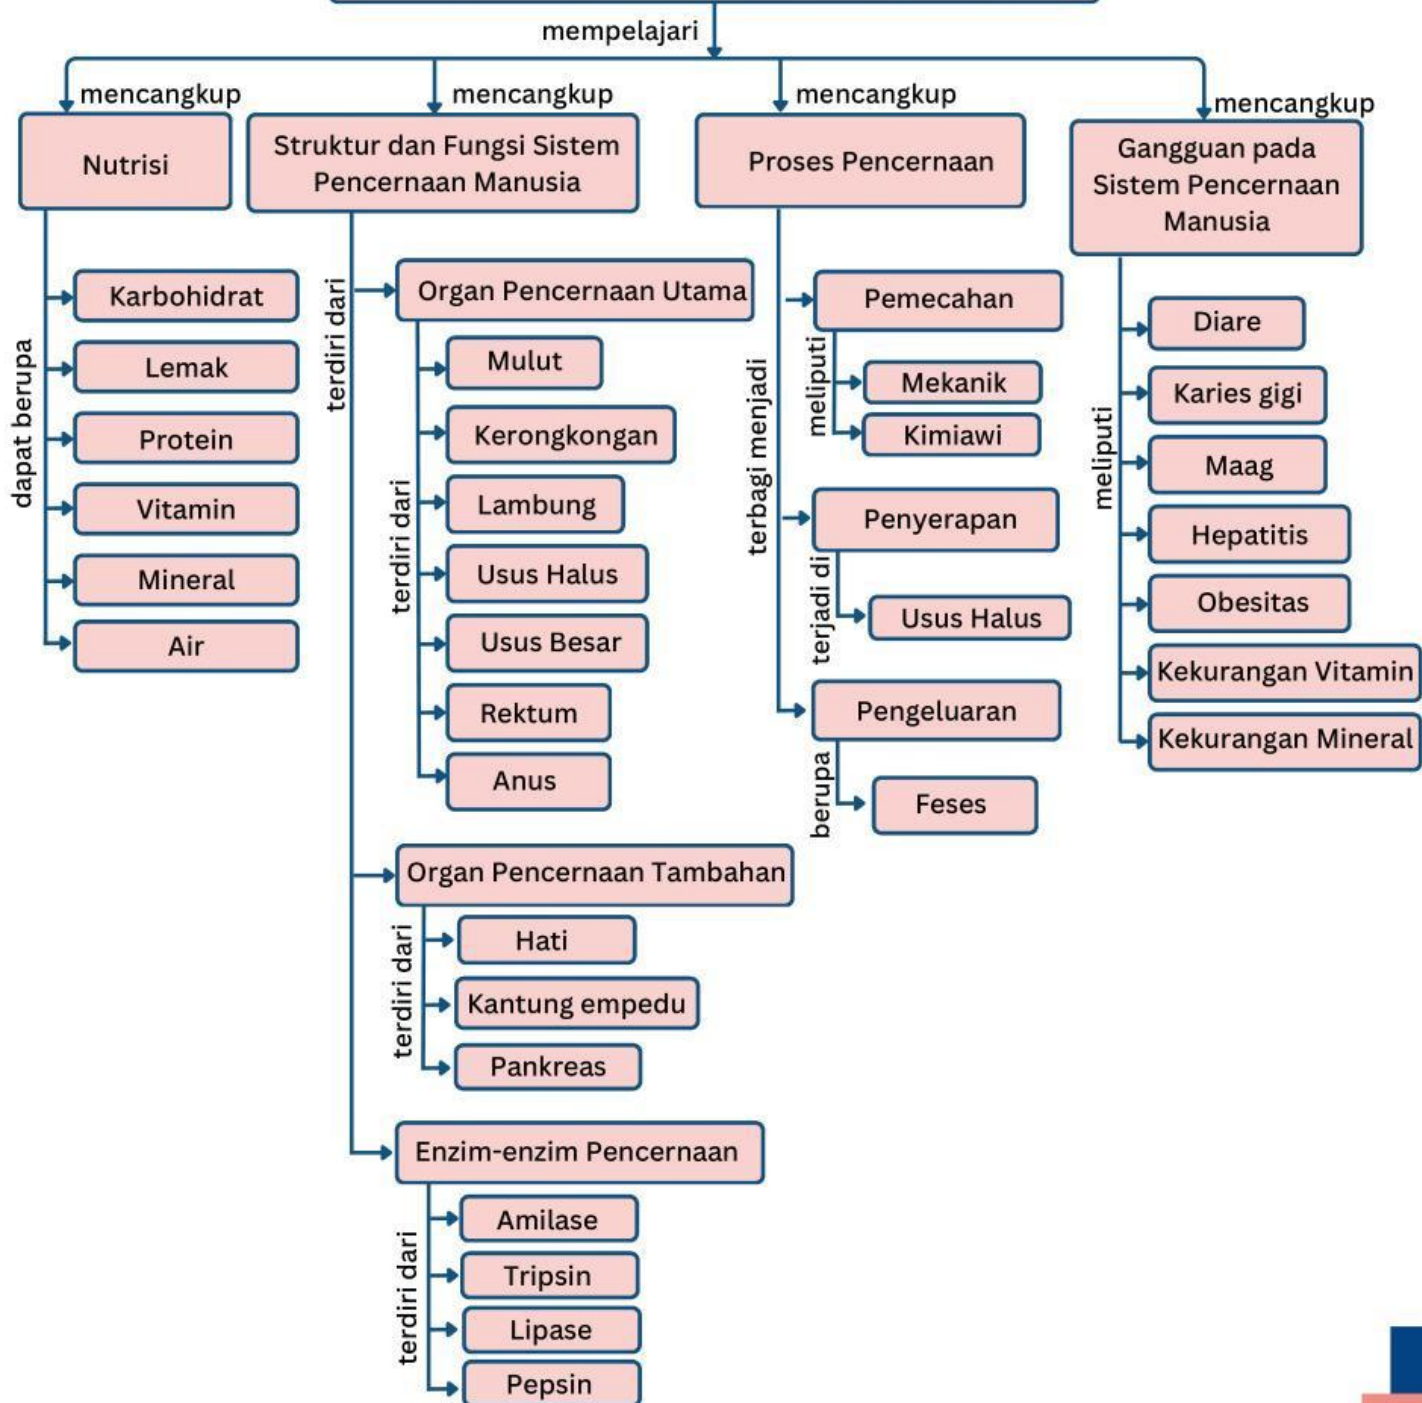 mempelajari
mencangkup
mencangkup
mencangkup
mencangkup
Nutrisi
dapat berupa
Karbohidrat
Lemak
Protein
Vitamin
Mineral
Air
Struktur dan Fungsi Sistem
Pencernaan Manusia
terdiri dari
Organ Pencernaan Utama
terdiri dari
Mulut
Kerongkongan
Lambung
Usus Halus
Usus Besar
Rektum
Anus
Organ Pencernaan Tambahan
terdiri dari
Hati
Kantung empedu
Pankreas
Enzim-enzim Pencernaan
terdiri dari
Amilase
Tripsin
Lipase
Pepsin
Proses Pencernaan
terbagi menjadi
Pemecahan
meliputi
Mekanik
Kimiawi
Penyerapan
terjadi di
Usus Halus
Pengeluaran
berupa
Feses
Gangguan pada
Sistem Pencernaan
Manusia
meliputi
Diare
Karies gigi
Maag
Hepatitis
Obesitas
Kekurangan Vitamin
Kekurangan Mineral